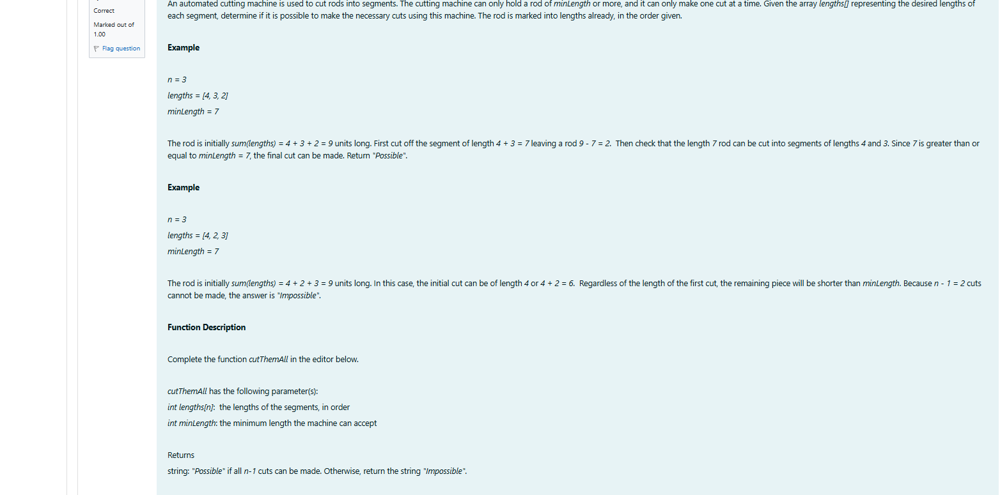 Correct
Marked out of
1.00
Flag question
An automated cutting machine is used to cut rods into segments. The cutting machine can only hold a rod of minLength or more, and it can only make one cut at a time. Given the array lengths[] representing the desired lengths of
each segment, determine if it is possible to make the necessary cuts using this machine. The rod is marked into lengths already, in the order given.
Example
n = 3
lengths = [4, 3, 2]
minLength = 7
The rod is initially sum(lengths) = 4 + 3 + 2 = 9 units long. First cut off the segment of length 4 + 3 = 7 leaving a rod 9 - 7 = 2. Then check that the length 7 rod can be cut into segments of lengths 4 and 3. Since 7 is greater than or
equal to minLength = 7, the final cut can be made. Return "Possible".
Example
n = 3
lengths = [4, 2, 3]
minLength = 7
The rod is initially sum(lengths) = 4 + 2 + 3 = 9 units long. In this case, the initial cut can be of length 4 or 4 + 2 = 6. Regardless of the length of the first cut, the remaining piece will be shorter than minLength. Because n - 1 = 2 cuts
cannot be made, the answer is "Impossible".
Function Description
Complete the function cutThemAll in the editor below.
cutThemAll has the following parameter(s):
int lengths[n]: the lengths of the segments, in order
int minLength: the minimum length the machine can accept
Returns
string: "Possible" if all n-1 cuts can be made. Otherwise, return the string "Impossible".